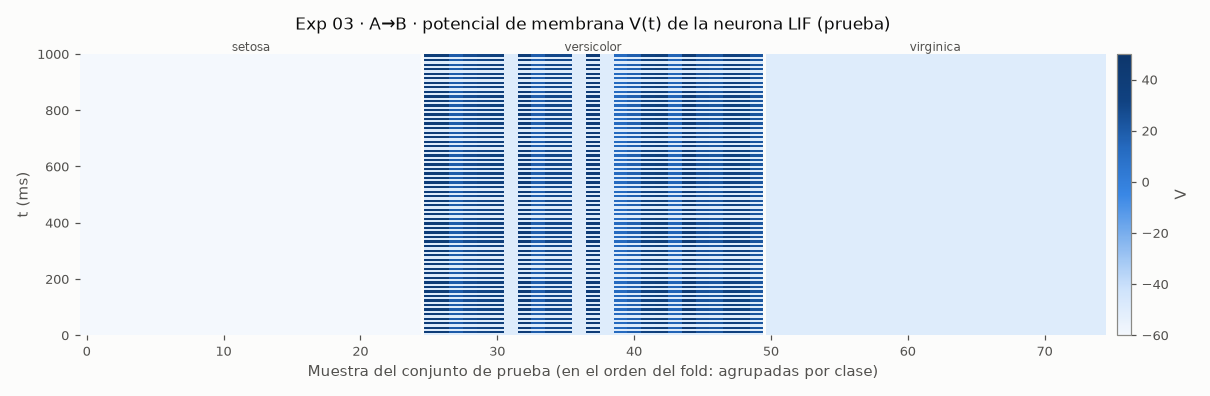 Exp 03 · A→B · potencial de membrana V(t) de la neurona LIF (prueba)
setosa versicolor virginica
1000
800
600
400
200
0
t (ms)
0 10 20 30 40 50 60 70
Muestra del conjunto de prueba (en el orden del fold: agrupadas por clase)
40
20
0
−20
−40
−60
V